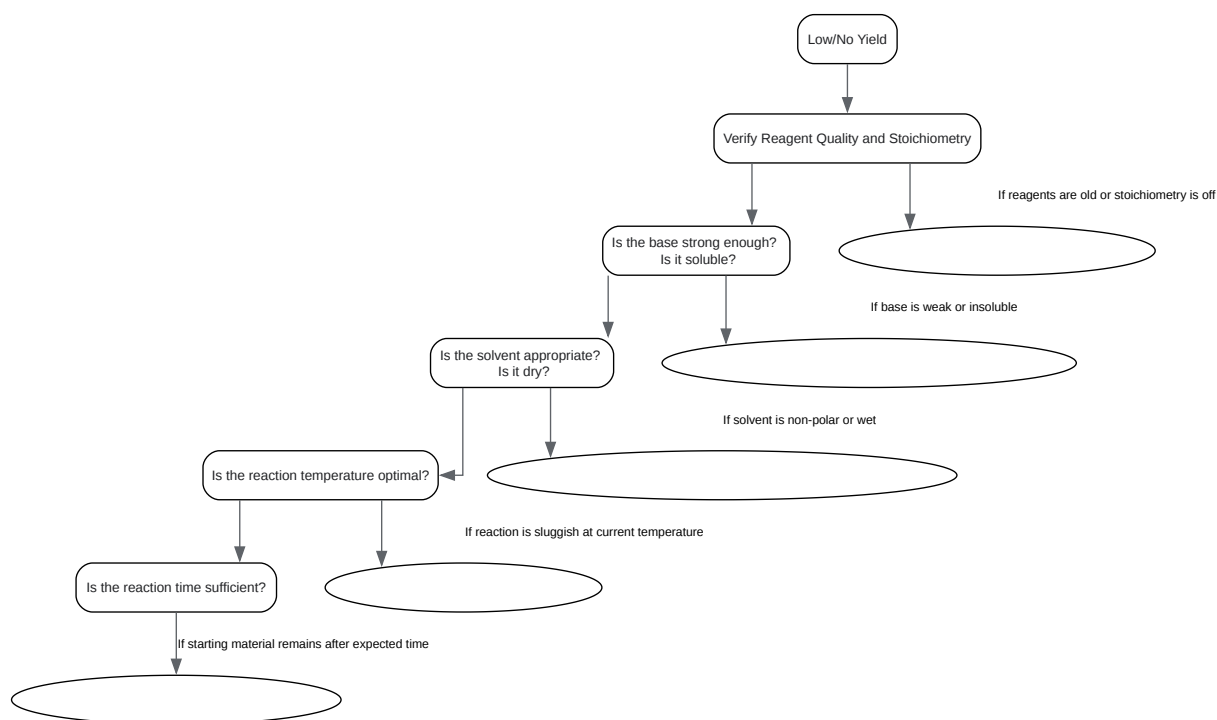 Low/No Yield
Verify Reagent Quality and Stoichiometry
If reagents are old or stoichiometry is off
Is the base strong enough?
Is it soluble?
If base is weak or insoluble
Is the solvent appropriate?
Is it dry?
If solvent is non-polar or wet
Is the reaction temperature optimal?
If reaction is sluggish at current temperature
Is the reaction time sufficient?
If starting material remains after expected time